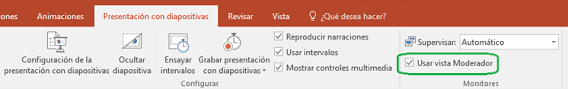 ones Animaciones Presentación con diapositivas Revisar Vista ¿Qué desea hacer?
Configuración de la presentación con diapositivas
Ocultar diapositiva
Ensayar intervalos
Grabar presentación con diapositivas
Reproducir narraciones
Usar intervalos
Mostrar controles multimedia
Configurar
Supervisar: Automático
Usar vista Moderador
Monitores